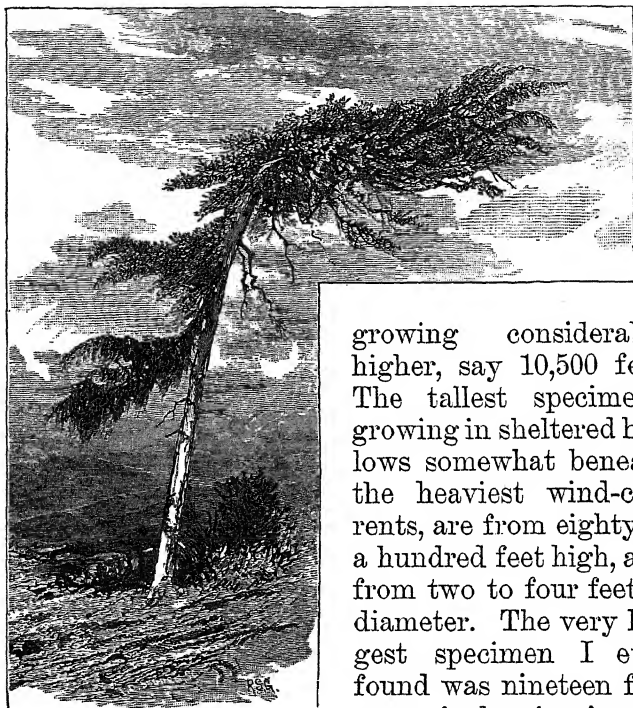 growing considera
higher, say 10,500 fe
The tallest specime
growing in sheltered h
lows somewhat benea
the heaviest wind-c
rents, are from eighty
a hundred feet high, a
from two to four feet
diameter. The very l
gest specimen I e
found was nineteen f
R.S.G.